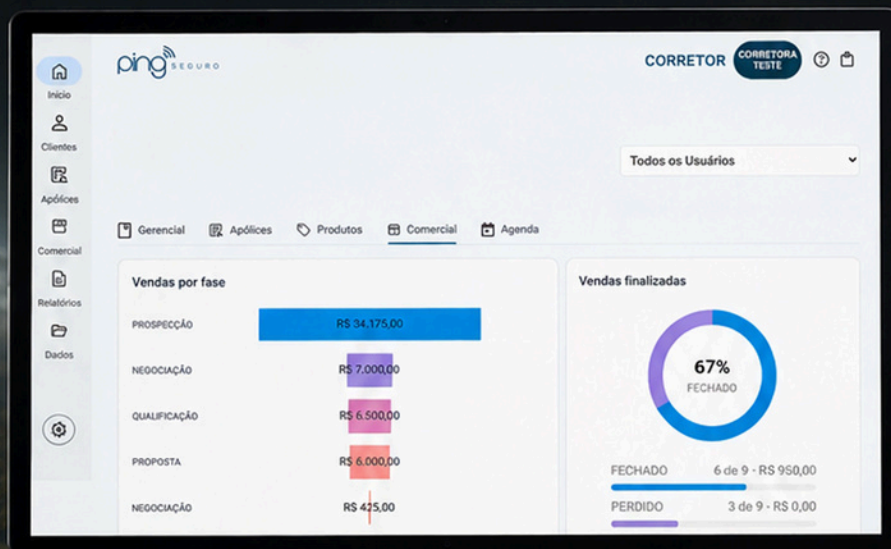 ping SEGURO
CORRETOR
CORRETORA
TESTE
Início
Clientes
Apólices
Comercial
Relatórios
Dados
Todos os Usuários
Gerencial
Apólices
Produtos
Comercial
Agenda
Vendas por fase
PROSPECÇÃO R$ 34.175,00
NEGOCIAÇÃO R$ 7.000,00
QUALIFICAÇÃO R$ 6.500,00
PROPOSTA R$ 6.000,00
NEGOCIAÇÃO R$ 425,00
Vendas finalizadas
67%
FECHADO
FECHADO 6 de 9 - R$ 950,00
PERDIDO 3 de 9 - R$ 0,00